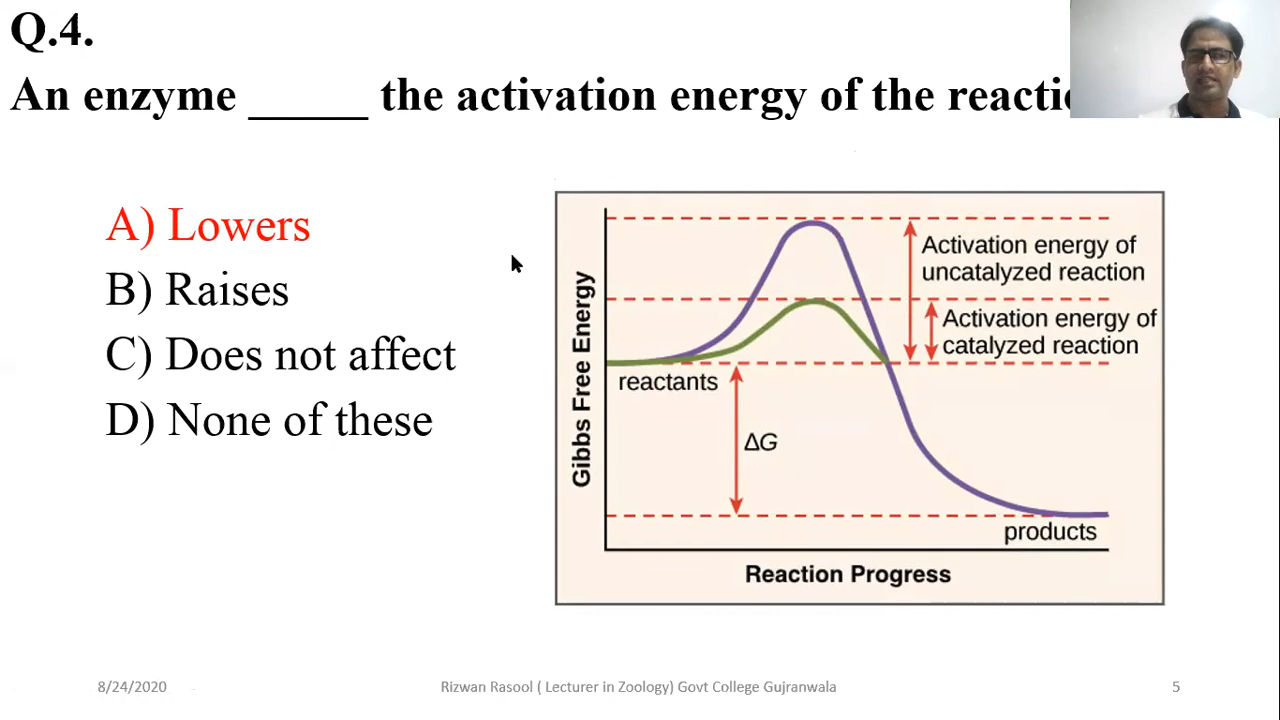 Q.4.
An enzyme _____ the activation energy of the
A) Lowers
B) Raises
C) Does not affect
D) None of these
Gibbs Free Energy
Activation energy of
uncatalyzed reaction
Activation energy of
catalyzed reaction
reactants
ΔG
products
Reaction Progress
8/24/2020
Rizwan Rasool ( Lecturer in Zoology) Govt College Gujranwala
5